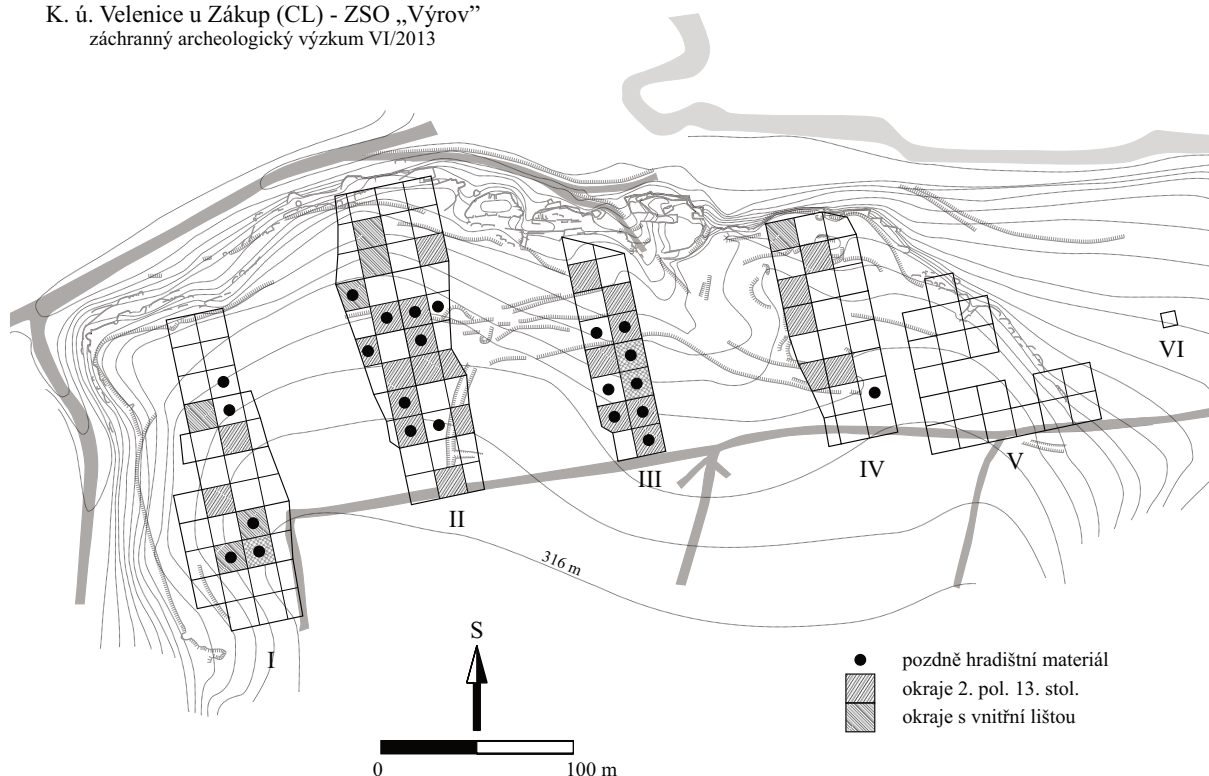 K. ú. Velenice u Zákup (CL) - ZSO „Výrov”
záchranný archeologický výzkum VI/2013
VI
IV
V
III
II
316 m
I
S
pozdně hradištní materiál
okraje 2. pol. 13. stol.
okraje s vnitřní lištou
0 100 m